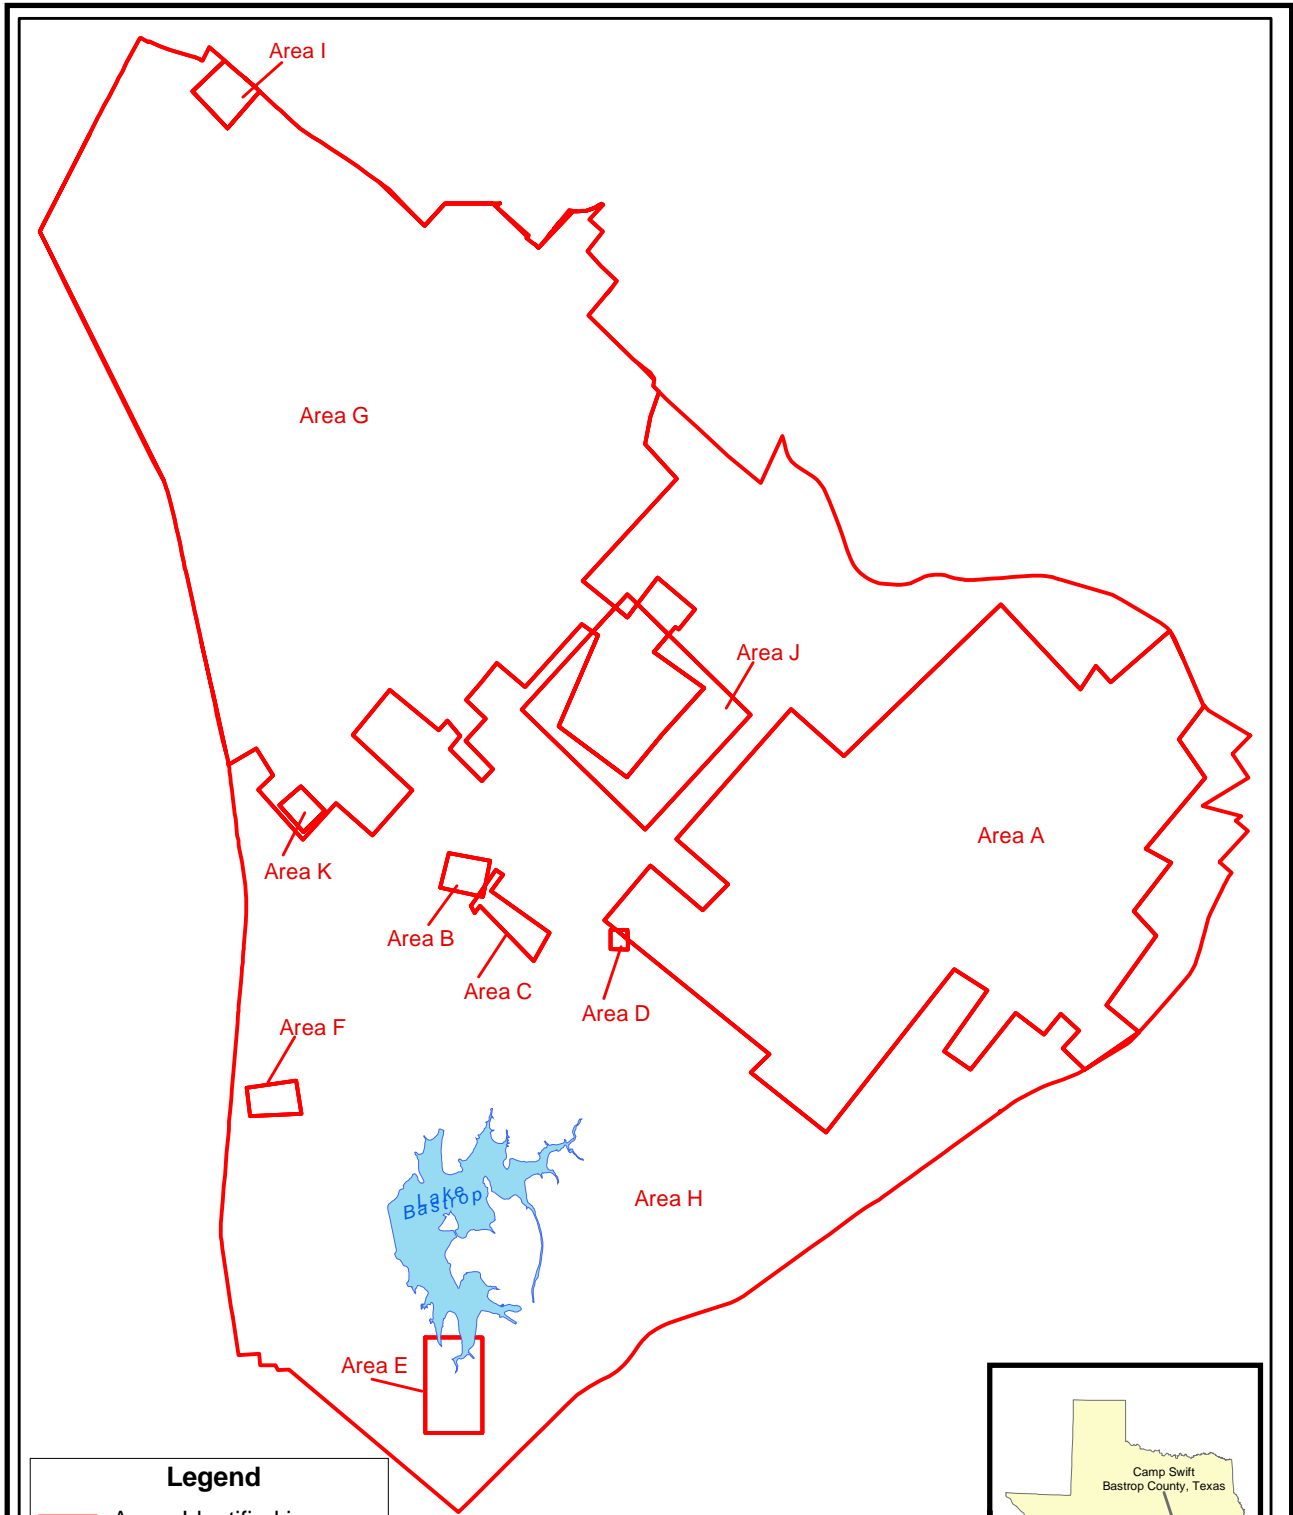 Area I
Area G
Area J
Area A
Area K
Area B
Area C
Area D
Area F
Lake
Bastrop
Area H
Area E
Legend
Camp Swift
Bastrop County, Texas